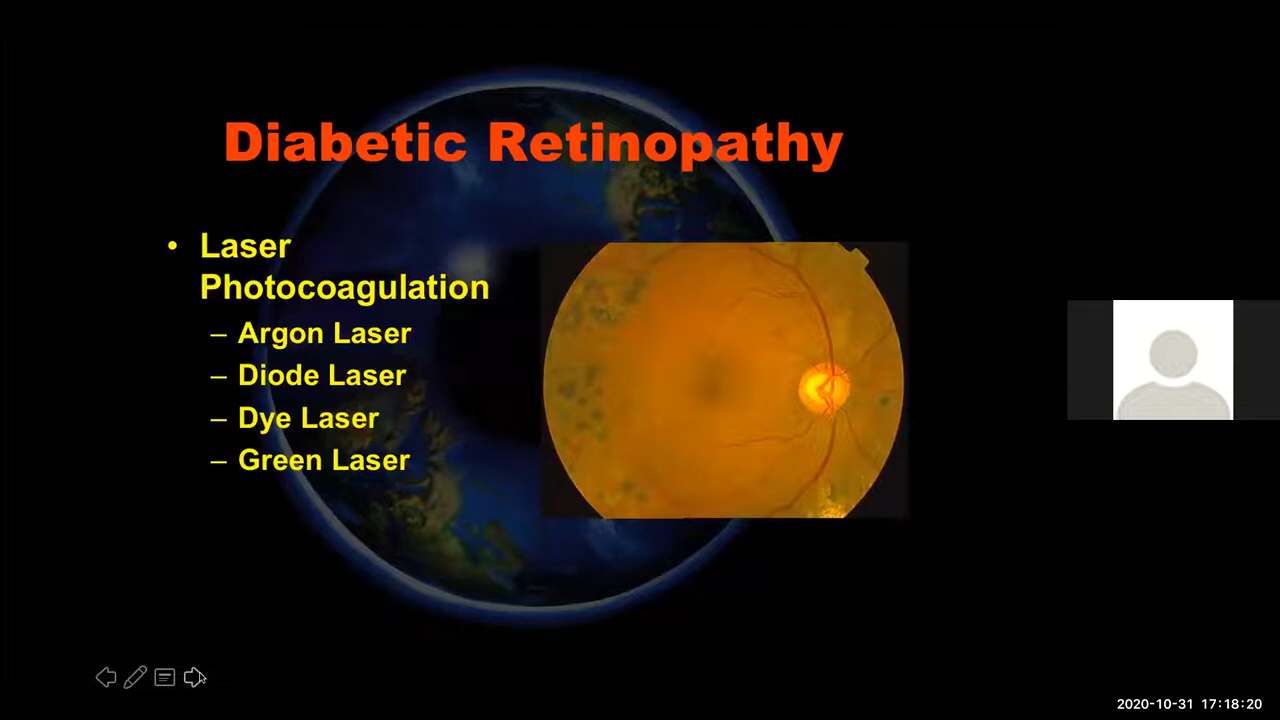 Diabetic Retinopathy
• Laser
Photocoagulation
– Argon Laser
– Diode Laser
– Dye Laser
– Green Laser
2020-10-31 17:18:20